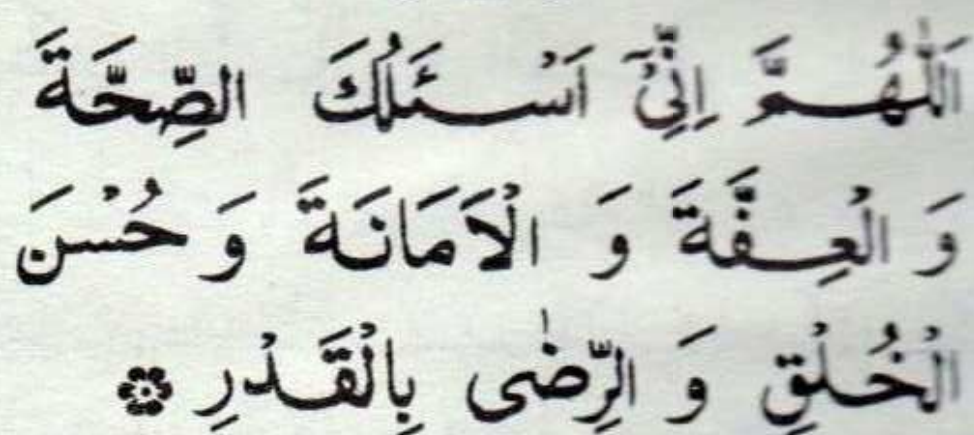 اَللّٰهُمَّ اِنِّیْٓ اَسْئَلُكَ الصِّحَّةَ
وَ الْعِفَّةَ وَ الْاَمَانَةَ وَ حُسْنَ
الْخُلْقِ وَ الرِّضٰی بِالْقَدْرِ